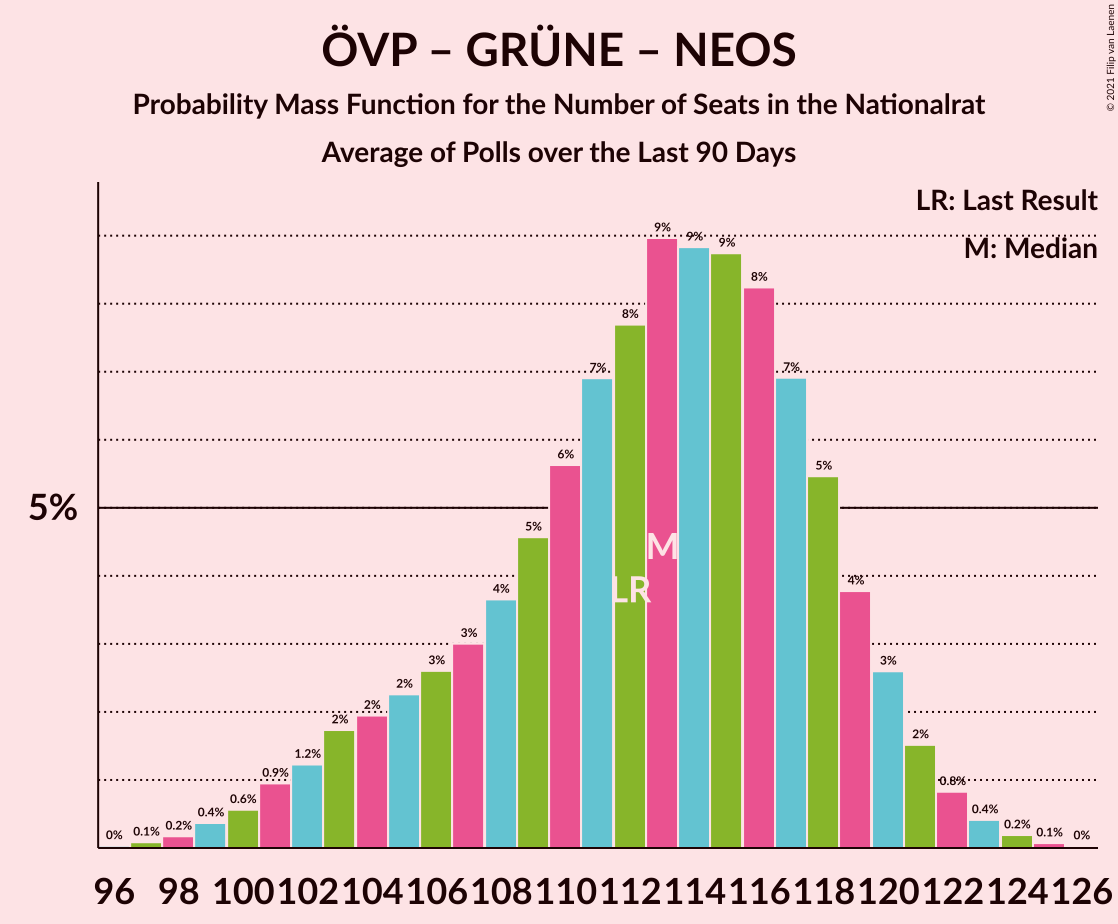 ÖVP – GRÜNE – NEOS
Probability Mass Function for the Number of Seats in the Nationalrat
Average of Polls over the Last 90 Days
© 2021 Filip van Laenen
LR: Last Result
M: Median
5%
0% 0.1% 0.2% 0.4% 0.6% 0.9% 1.2% 2% 2% 2% 3% 3% 4% 5% 6% 7% 8% 9% 9% 9% 8% 7% 5% 4% 3% 2% 0.8% 0.4% 0.2% 0.1% 0%
M
LR
96 98 100 102 104 106 108 110 112 114 116 118 120 122 124 126